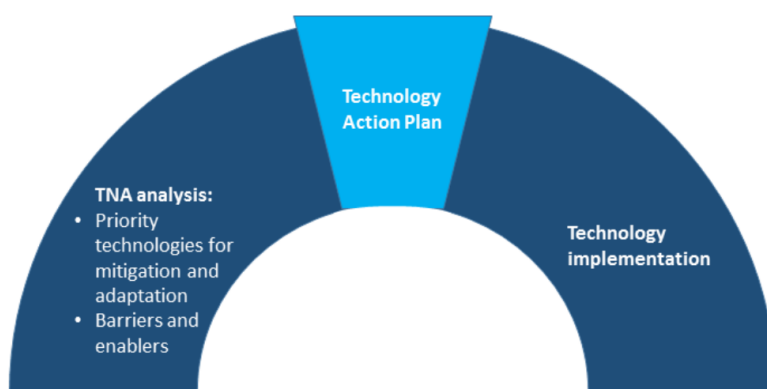 Technology
Action Plan
TNA analysis:
• Priority
technologies for
mitigation and
adaptation
• Barriers and
enablers
Technology
implementation